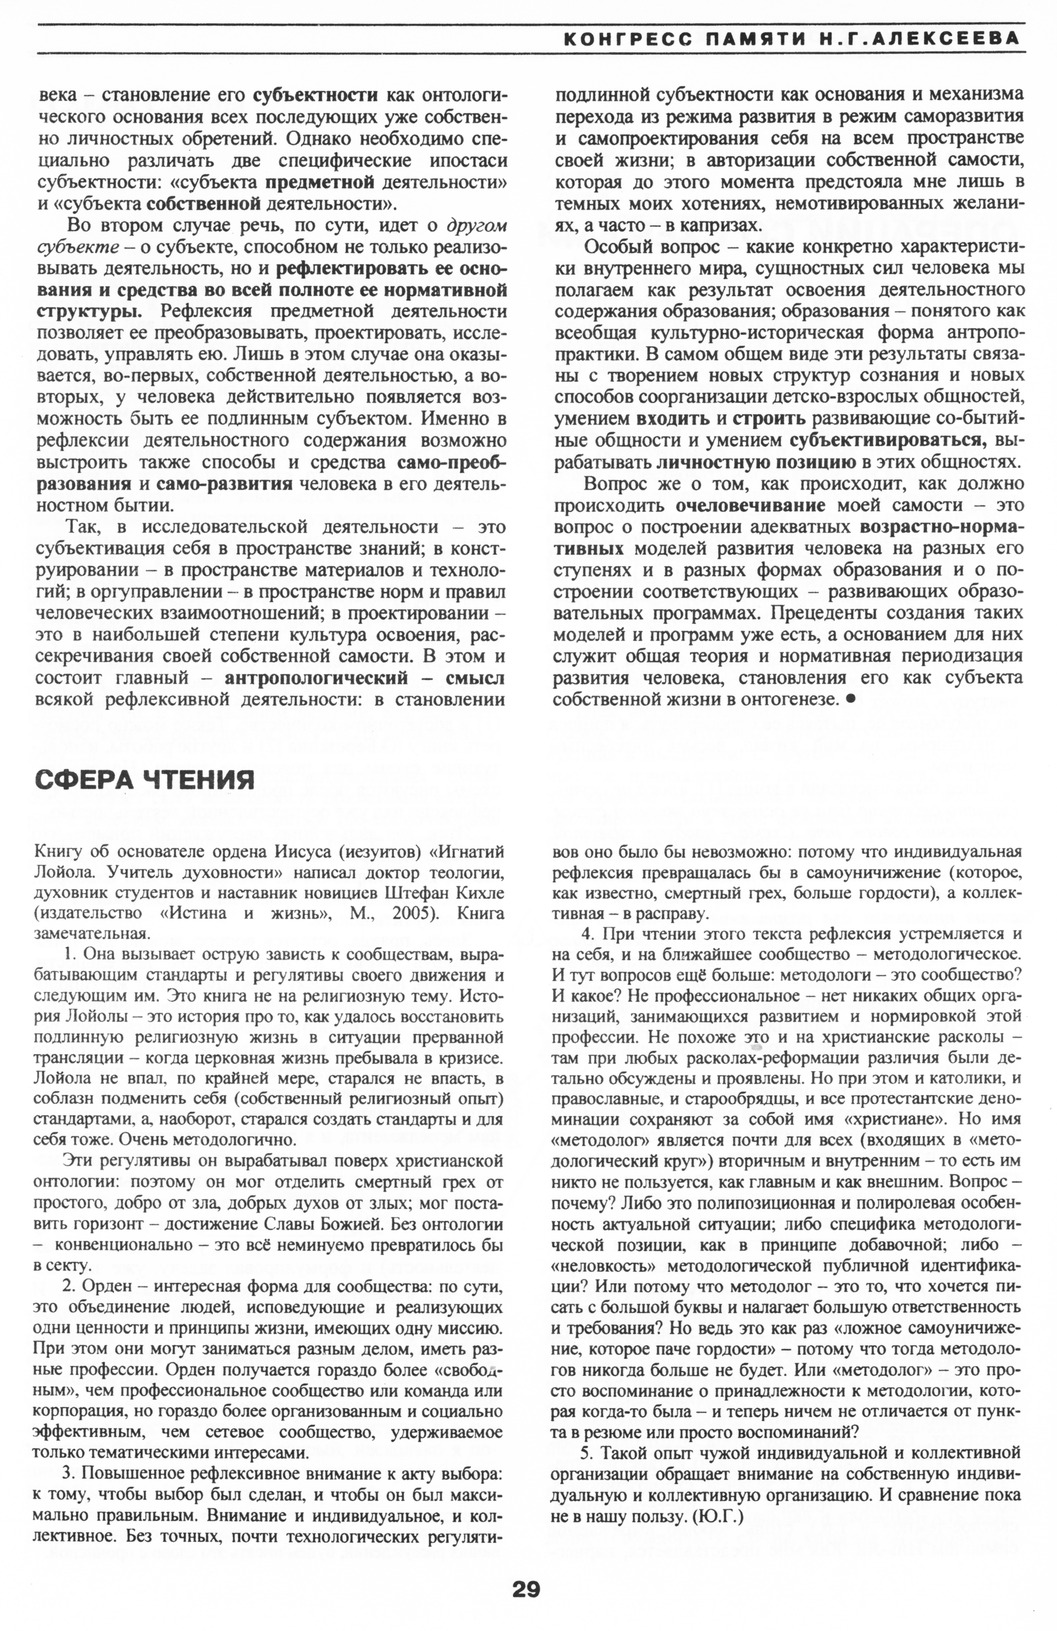 КОНГРЕСС ПАМЯТИ Н.Г.АЛЕКСЕЕВА
века – становление его субъектности как онтологи-
ческого основания всех последующих уже собствен-
но личностных обретений. Однако необходимо спе-
циально различать две специфические ипостаси
субъектности: «субъекта предметной деятельности»
и «субъекта собственной деятельности».
Во втором случае речь, по сути, идет о другом
субъекте – о субъекте, способном не только реализо-
вывать деятельность, но и рефлектировать ее осно-
вания и средства во всей полноте ее нормативной
структуры. Рефлексия предметной деятельности
позволяет ее преобразовывать, проектировать, иссле-
довать, управлять ею. Лишь в этом случае она оказы-
вается, во-первых, собственной деятельностью, а во-
вторых, у человека действительно появляется воз-
можность быть ее подлинным субъектом. Именно в
рефлексии деятельностного содержания возможно
выстроить также способы и средства само-преоб-
разования и само-развития человека в его деятель-
ностном бытии.
Так, в исследовательской деятельности – это
субъективация себя в пространстве знаний; в конст-
руировании – в пространстве материалов и техноло-
гий; в оргуправлении – в пространстве норм и правил
человеческих взаимоотношений; в проектировании –
это в наибольшей степени культура освоения, рас-
секречивания своей собственной самости. В этом и
состоит главный – антропологический – смысл
всякой рефлексивной деятельности: в становлении
подлинной субъектности как основания и механизма
перехода из режима развития в режим саморазвития
и самопроектирования себя на всем пространстве
своей жизни; в авторизации собственной самости,
которая до этого момента предстояла мне лишь в
темных моих хотениях, немотивированных желани-
ях, а часто – в капризах.
Особый вопрос – какие конкретно характеристи-
ки внутреннего мира, сущностных сил человека мы
полагаем как результат освоения деятельностного
содержания образования; образования – понятого как
всеобщая культурно-историческая форма антропо-
практики. В самом общем виде эти результаты связа-
ны с творением новых структур сознания и новых
способов соорганизации детско-взрослых общностей,
умением входить и строить развивающие со-бытий-
ные общности и умением субъективироваться, вы-
рабатывать личностную позицию в этих общностях.
Вопрос же о том, как происходит, как должно
происходить очеловечивание моей самости – это
вопрос о построении адекватных возрастно-норма-
тивных моделей развития человека на разных его
ступенях и в разных формах образования и о по-
строении соответствующих – развивающих образо-
вательных программах. Прецеденты создания таких
моделей и программ уже есть, а основанием для них
служит общая теория и нормативная периодизация
развития человека, становления его как субъекта
собственной жизни в онтогенезе. ●
СФЕРА ЧТЕНИЯ
Книгу об основателе ордена Иисуса (иезуитов) «Игнатий
Лойола. Учитель духовности» написал доктор теологии,
духовник студентов и наставник новициев Штефан Кихле
(издательство «Истина и жизнь», М., 2005). Книга
замечательная.
1. Она вызывает острую зависть к сообществам, выра-
батывающим стандарты и регулятивы своего движения и
следующим им. Это книга не на религиозную тему. Исто-
рия Лойолы – это история про то, как удалось восстановить
подлинную религиозную жизнь в ситуации прерванной
трансляции – когда церковная жизнь пребывала в кризисе.
Лойола не впал, по крайней мере, старался не впасть, в
соблазн подменить себя (собственный религиозный опыт)
стандартами, а, наоборот, старался создать стандарты и для
себя тоже. Очень методологично.
Эти регулятивы он вырабатывал поверх христианской
онтологии: поэтому он мог отделить смертный грех от
простого, добро от зла, добрых духов от злых; мог поста-
вить горизонт – достижение Славы Божией. Без онтологии
– конвенционально – это всё неминуемо превратилось бы
в секту.
2. Орден – интересная форма для сообщества: по сути,
это объединение людей, исповедующие и реализующих
одни ценности и принципы жизни, имеющих одну миссию.
При этом они могут заниматься разным делом, иметь раз-
ные профессии. Орден получается гораздо более «свобод-
ным», чем профессиональное сообщество или команда или
корпорация, но гораздо более организованным и социально
эффективным, чем сетевое сообщество, удерживаемое
только тематическими интересами.
3. Повышенное рефлексивное внимание к акту выбора:
к тому, чтобы выбор был сделан, и чтобы он был макси-
мально правильным. Внимание и индивидуальное, и кол-
лективное. Без точных, почти технологических регуляти-
вов оно было бы невозможно: потому что индивидуальная
рефлексия превращалась бы в самоуничижение (которое,
как известно, смертный грех, больше гордости), а коллек-
тивная – в расправу.
4. При чтении этого текста рефлексия устремляется и
на себя, и на ближайшее сообщество – методологическое.
И тут вопросов ещё больше: методологи – это сообщество?
И какое? Не профессиональное – нет никаких общих орга-
низаций, занимающихся развитием и нормировкой этой
профессии. Не похоже это и на христианские расколы –
там при любых расколах-реформации различия были де-
тально обсуждены и проявлены. Но при этом и католики, и
православные, и старообрядцы, и все протестантские дено-
минации сохраняют за собой имя «христиане». Но имя
«методолог» является почти для всех (входящих в «мето-
дологический круг») вторичным и внутренним – то есть им
никто не пользуется, как главным и как внешним. Вопрос –
почему? Либо это полипозиционная и полиролевая особен-
ность актуальной ситуации; либо специфика методологи-
ческой позиции, как в принципе добавочной; либо –
«неловкость» методологической публичной идентифика-
ции? Или потому что методолог – это то, что хочется пи-
сать с большой буквы и налагает большую ответственность
и требования? Но ведь это как раз «ложное самоуничиже-
ние, которое паче гордости» – потому что тогда методоло-
гов никогда больше не будет. Или «методолог» – это про-
сто воспоминание о принадлежности к методологии, кото-
рая когда-то была – и теперь ничем не отличается от пунк-
та в резюме или просто воспоминаний?
5. Такой опыт чужой индивидуальной и коллективной
организации обращает внимание на собственную индиви-
дуальную и коллективную организацию. И сравнение пока
не в нашу пользу. (Ю.Г.)
29